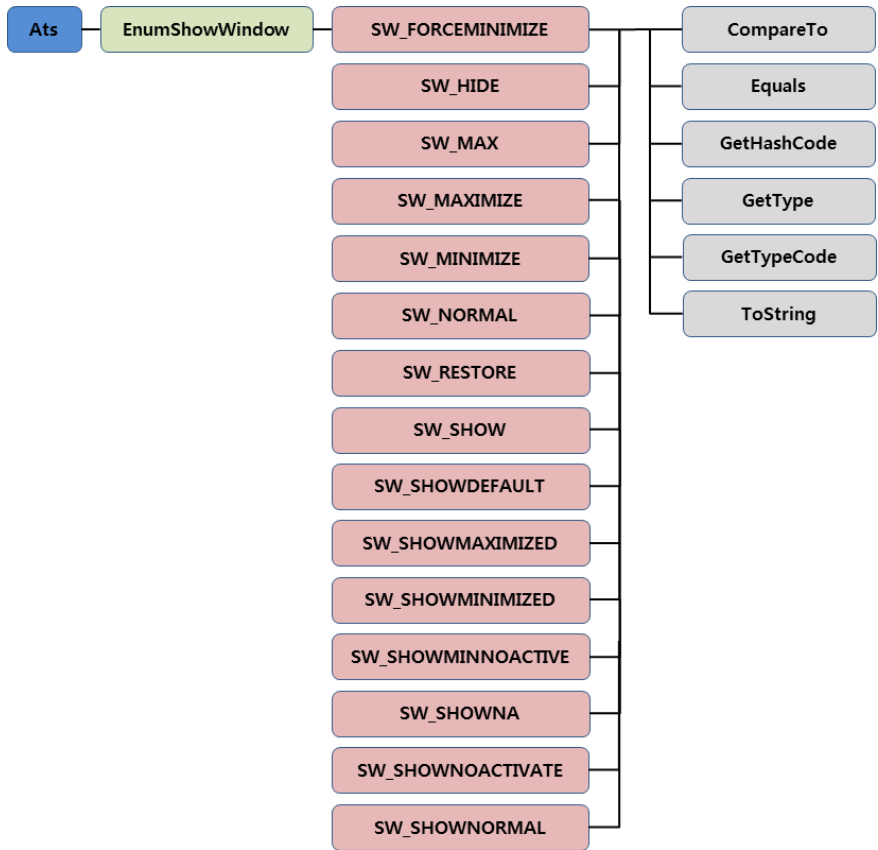 Ats
EnumShowWindow
SW_FORCEMINIMIZE
SW_HIDE
SW_MAX
SW_MAXIMIZE
SW_MINIMIZE
SW_NORMAL
SW_RESTORE
SW_SHOW
SW_SHOWDEFAULT
SW_SHOWMAXIMIZED
SW_SHOWMINIMIZED
SW_SHOWMINNOACTIVE
SW_SHOWNA
SW_SHOWNOACTIVATE
SW_SHOWNORMAL
CompareTo
Equals
GetHashCode
GetType
GetTypeCode
ToString